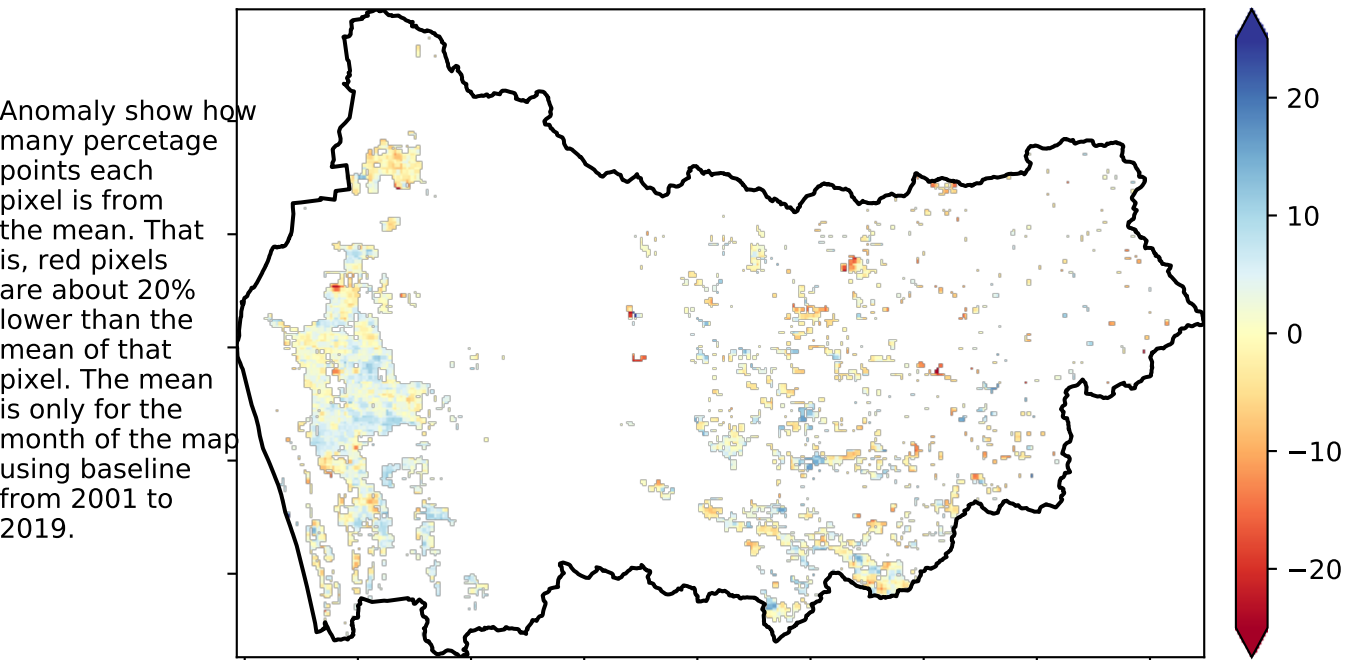 Anomaly show how
many percetage
points each
pixel is from
the mean. That
is, red pixels
are about 20%
lower than the
mean of that
pixel. The mean
is only for the
month of the map
using baseline
from 2001 to
2019.
20
10
0
−10
−20